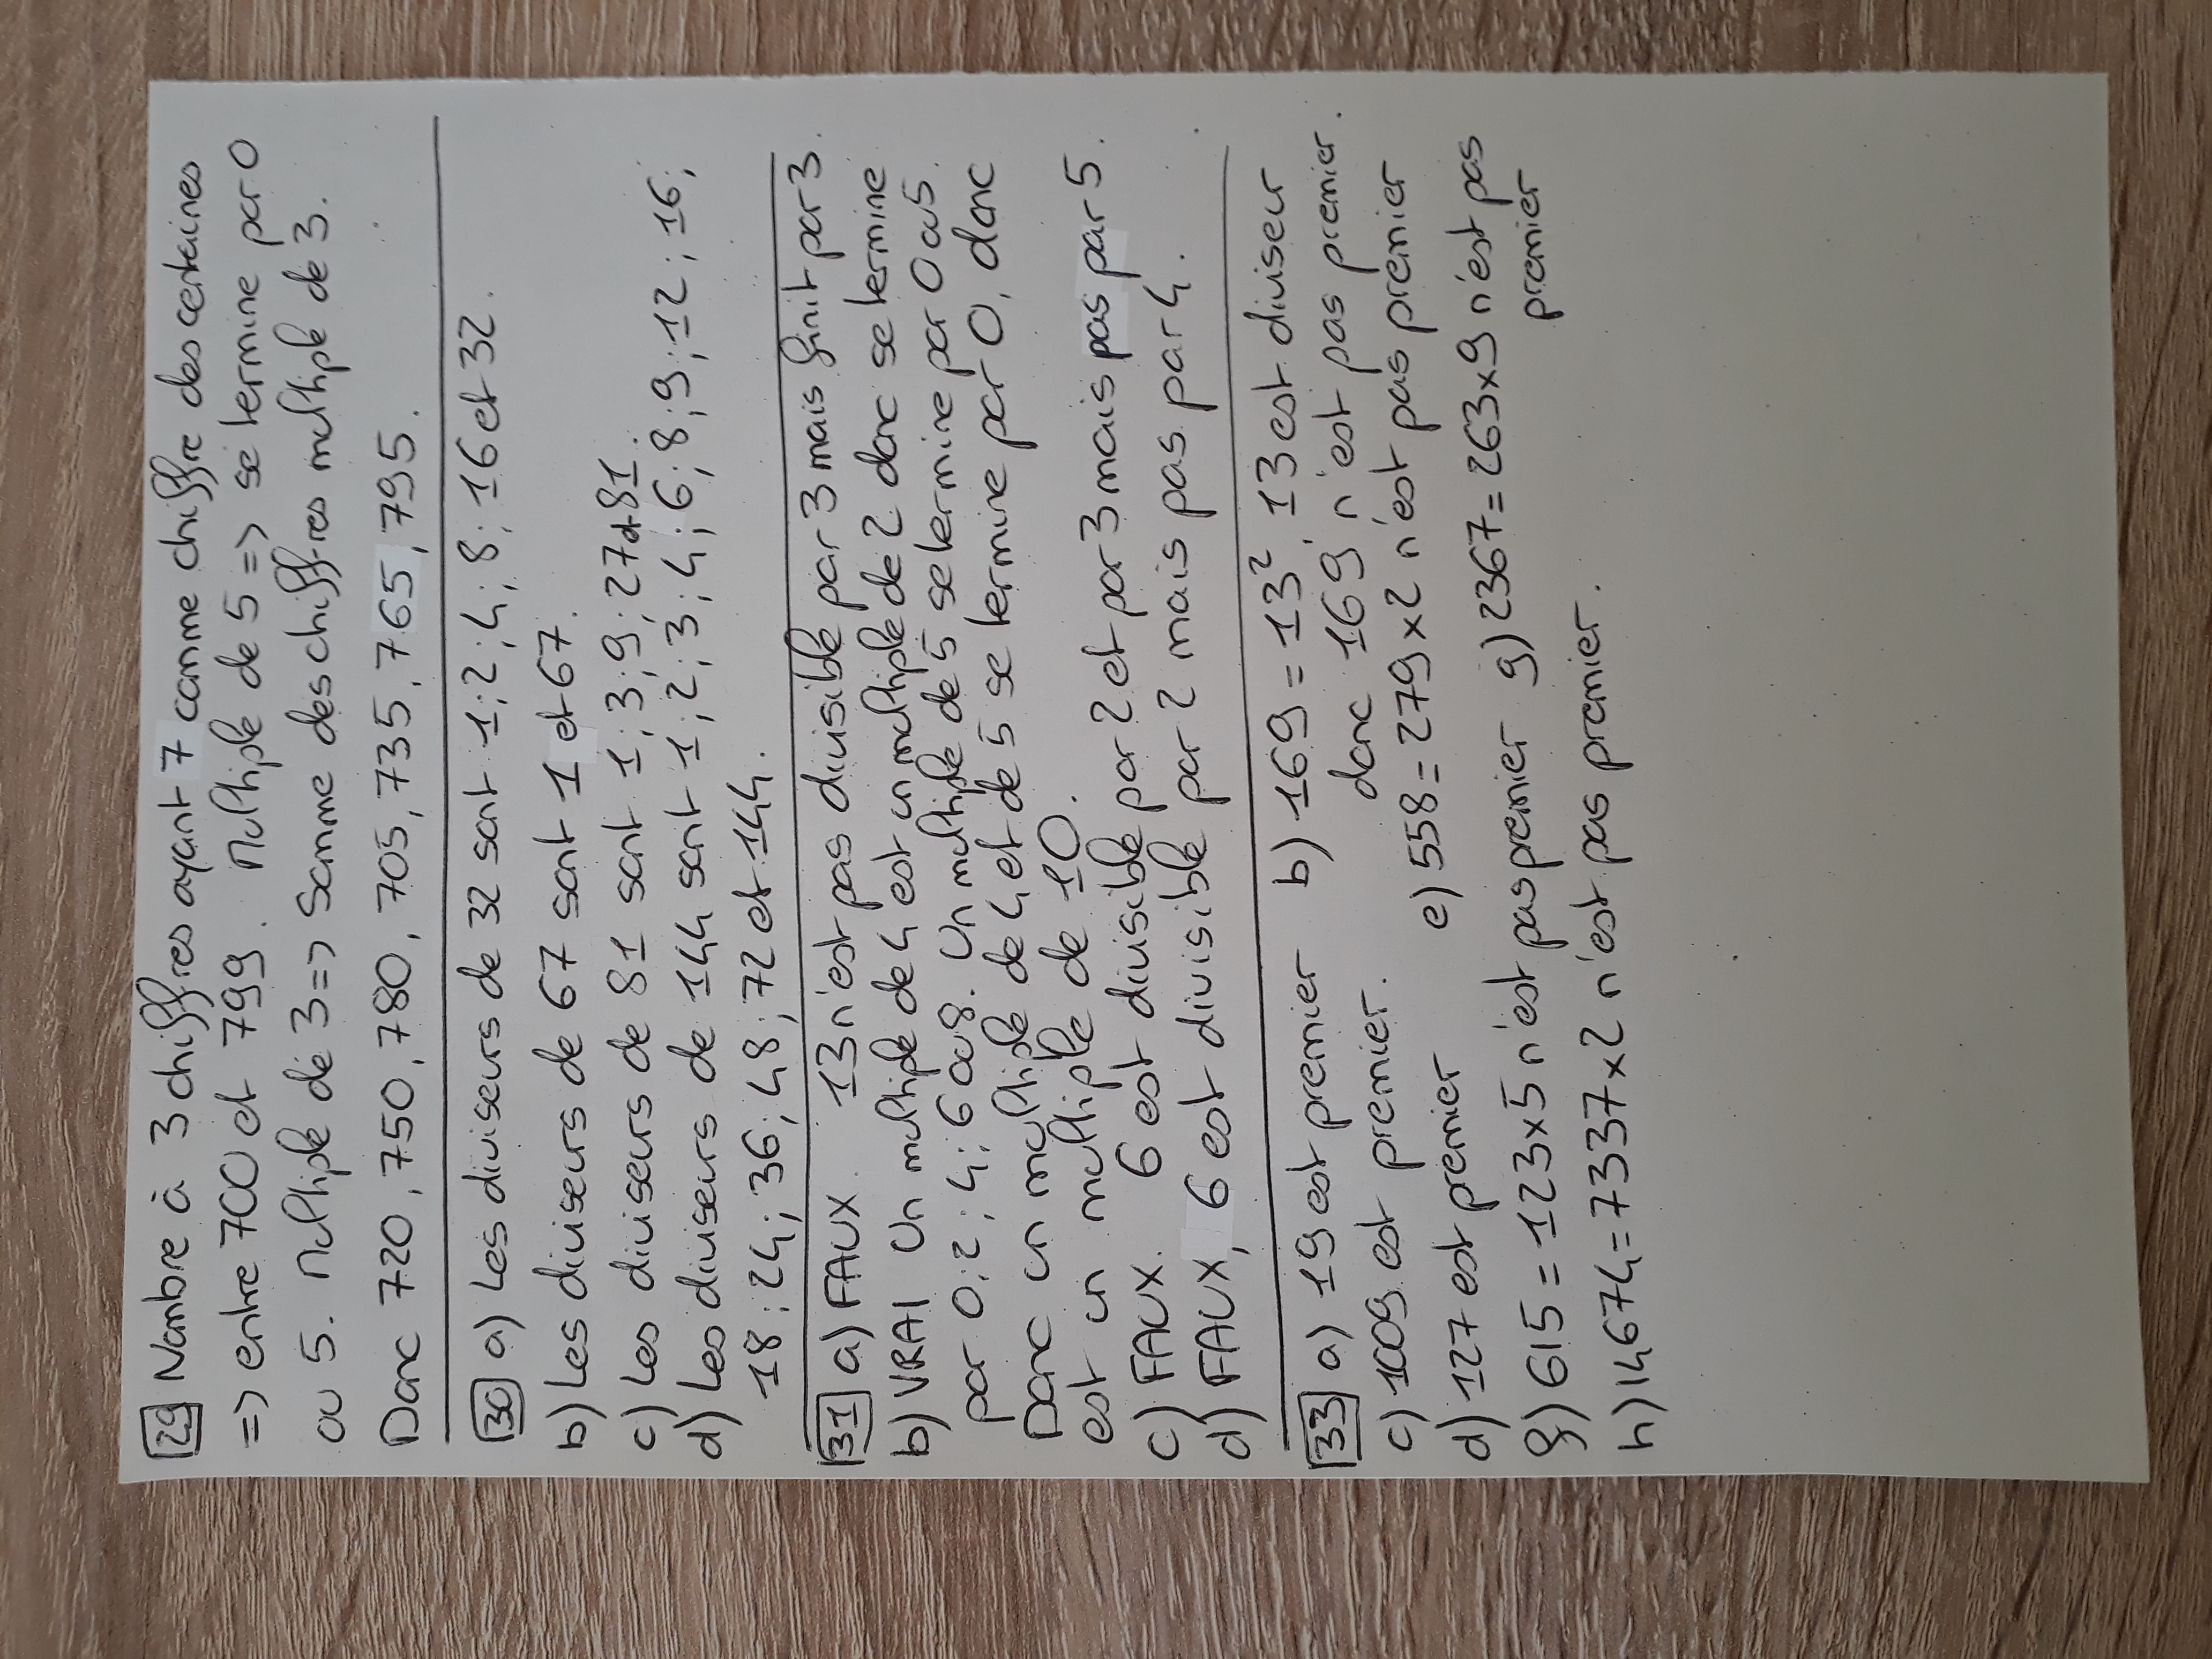 29 Nombre à 3 chiffres ayant 7 comme chiffre des centaines
=> entre 700 et 799. Multiple de 5 => se termine par 0
ou 5. Multiple de 3 => Somme des chiffres multiple de 3.
Donc 720, 750, 780, 705, 735, 765, 795.
30 a) Les diviseurs de 32 sont 1; 2; 4; 8; 16 et 32.
b) Les diviseurs de 67 sont 1 et 67.
c) Les diviseurs de 81 sont 1; 3; 9; 27 et 81.
d) Les diviseurs de 144 sont 1; 2; 3; 4; 6; 8; 9; 12; 16;
18; 24; 36; 48; 72 et 144.
31 a) FAUX. 13 n'est pas divisible par 3 mais finit par 3.
b) VRAI Un multiple de 4 est un multiple de 2 donc se termine
par 0; 2; 4; 6 ou 8. Un multiple de 5 se termine par 0 ou 5.
Donc un multiple de 4 et de 5 se termine par 0, donc
est un multiple de 10.
c) FAUX. 6 est divisible par 2 et par 3 mais pas par 5.
d) FAUX, 6 est divisible par 2 mais pas par 4.
33 a) 19 est premier b) 169 = 13², 13 est diviseur
donc 169 n'est pas premier.
c) 1009 est premier.
d) 127 est premier e) 558 = 279 x 2 n'est pas premier
f) 615 = 123 x 5 n'est pas premier g) 2367 = 263 x 9 n'est pas
premier
h) 14674 = 7337 x 2 n'est pas premier.